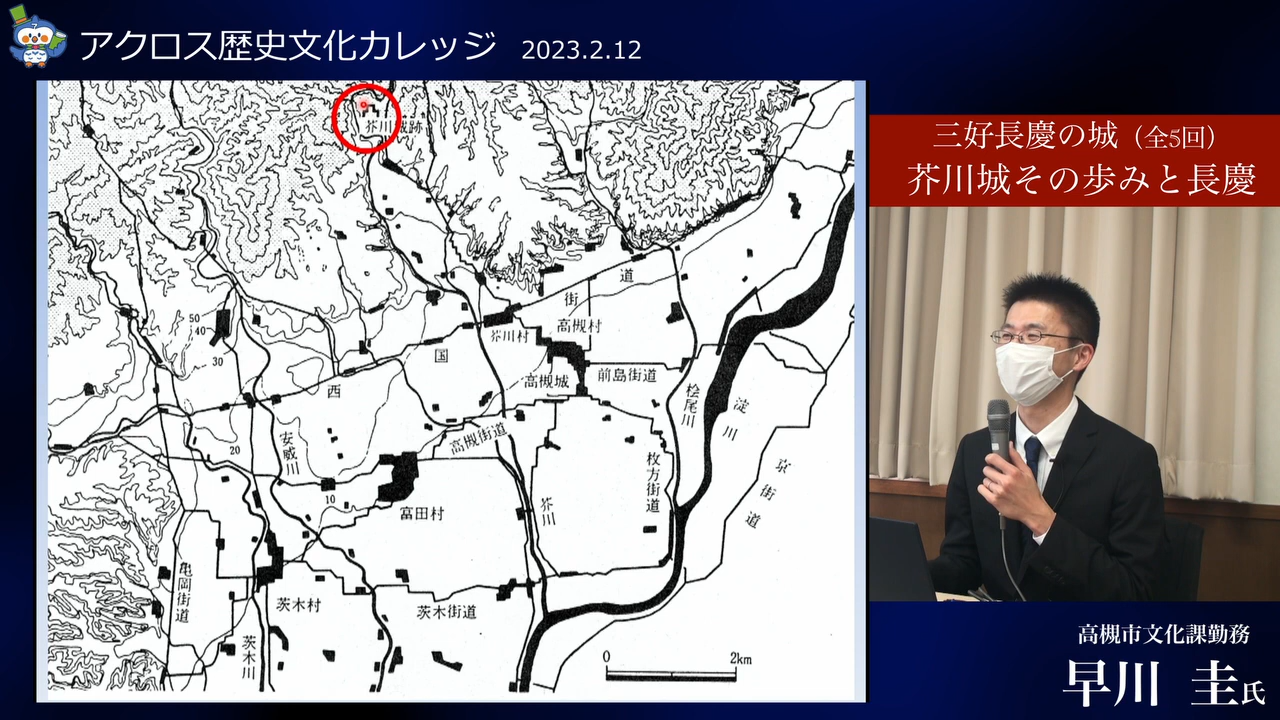 アクロス歴史文化カレッジ 2023.2.12
三好長慶の城（全5回）
芥川城その歩みと長慶
芥川城跡
街
道
高槻村
芥川村
50
40
30
国
西
高槻城
前島街道
桧尾川
淀川
京街道
安威川
高槻街道
20
10
枚方街道
富田村
芥川
亀岡街道
茨木村
茨木街道
茨木川
0
2km
高槻市文化課勤務
早川 圭氏